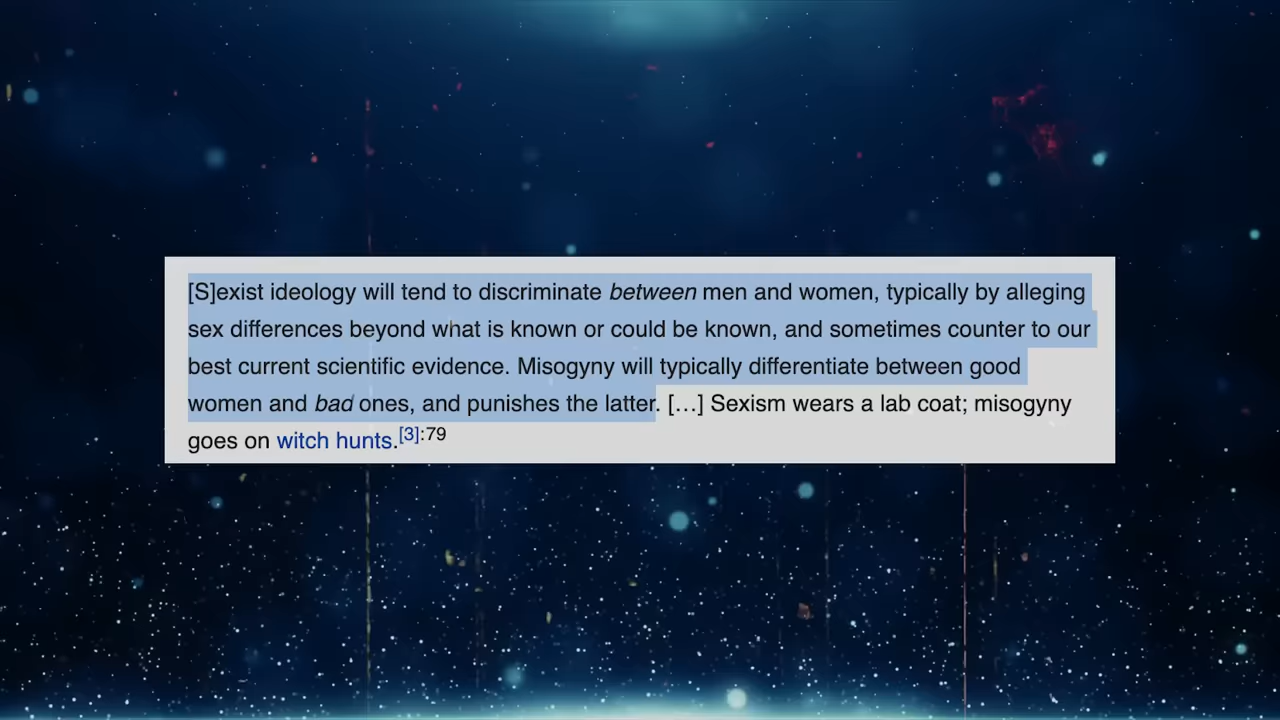 [S]exist ideology will tend to discriminate between men and women, typically by alleging
sex differences beyond what is known or could be known, and sometimes counter to our
best current scientific evidence. Misogyny will typically differentiate between good
women and bad ones, and punishes the latter. […] Sexism wears a lab coat; misogyny
goes on witch hunts.[3]:79